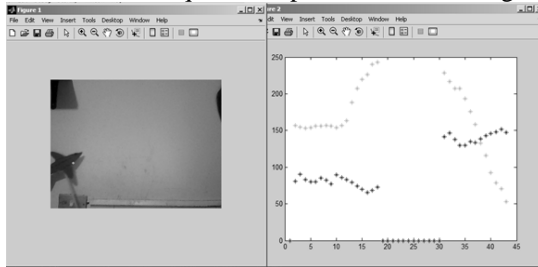 Figure 1
File Edit View Insert Tools Desktop Window Help
ure 2
dit View Insert Tools Desktop Window Help
250
200
150
100
50
0
0 5 10 15 20 25 30 35 40 45